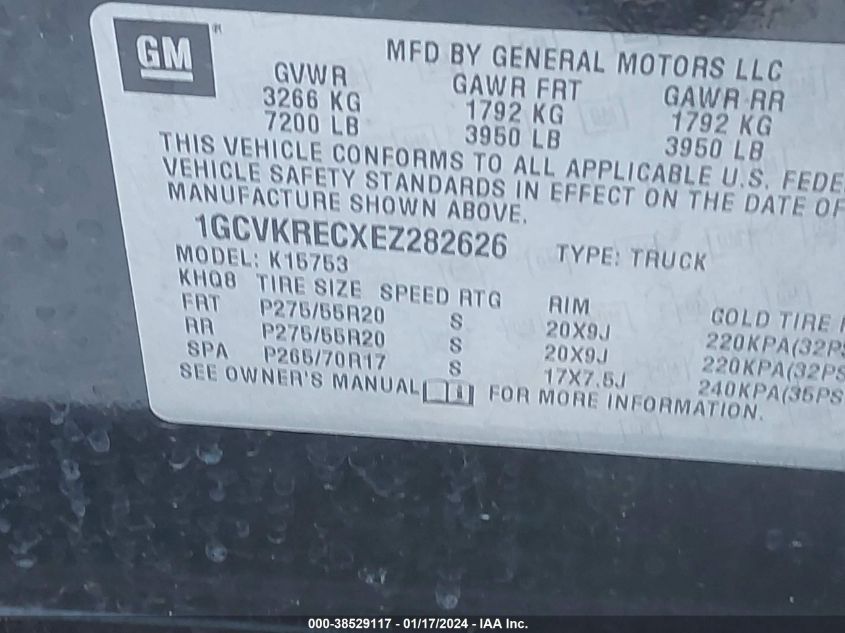 GM
MFD BY GENERAL MOTORS LLC
GVWR GAWR FRT GAWR RR
3266 KG 1792 KG 1792 KG
7200 LB 3950 LB 3950 LB
THIS VEHICLE CONFORMS TO ALL APPLICABLE U.S. FEDE
VEHICLE SAFETY STANDARDS IN EFFECT ON THE DATE OF
MANUFACTURE SHOWN ABOVE.
1GCVKRECXEZ282626 TYPE: TRUCK
MODEL: K15753
KHQ8 TIRE SIZE SPEED RTG RIM COLD TIRE
FRT P275/55R20 S 20X9J 220KPA(32PS
RR P275/55R20 S 20X9J 220KPA(32PS
SPA P265/70R17 S 17X7.5J 240KPA(35PS
SEE OWNER'S MANUAL FOR MORE INFORMATION.
000-38529117 - 01/17/2024 - IAA Inc.